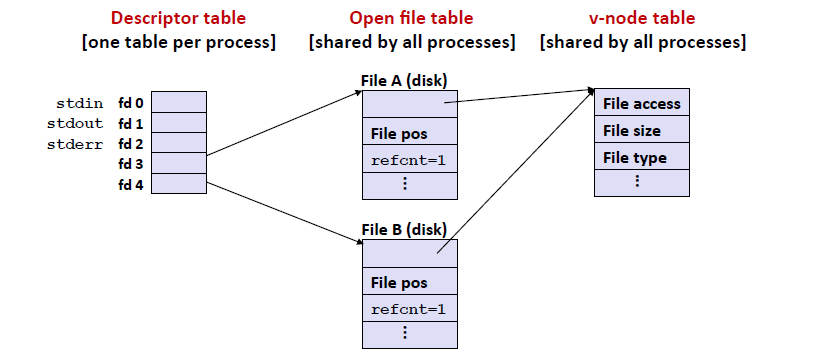 Descriptor table
[one table per process]
Open file table
[shared by all processes]
v-node table
[shared by all processes]
stdin fd 0
stdout fd 1
stderr fd 2
fd 3
fd 4
File A (disk)
File pos
refcnt=1
⋮
File B (disk)
File pos
refcnt=1
⋮
File access
File size
File type
⋮